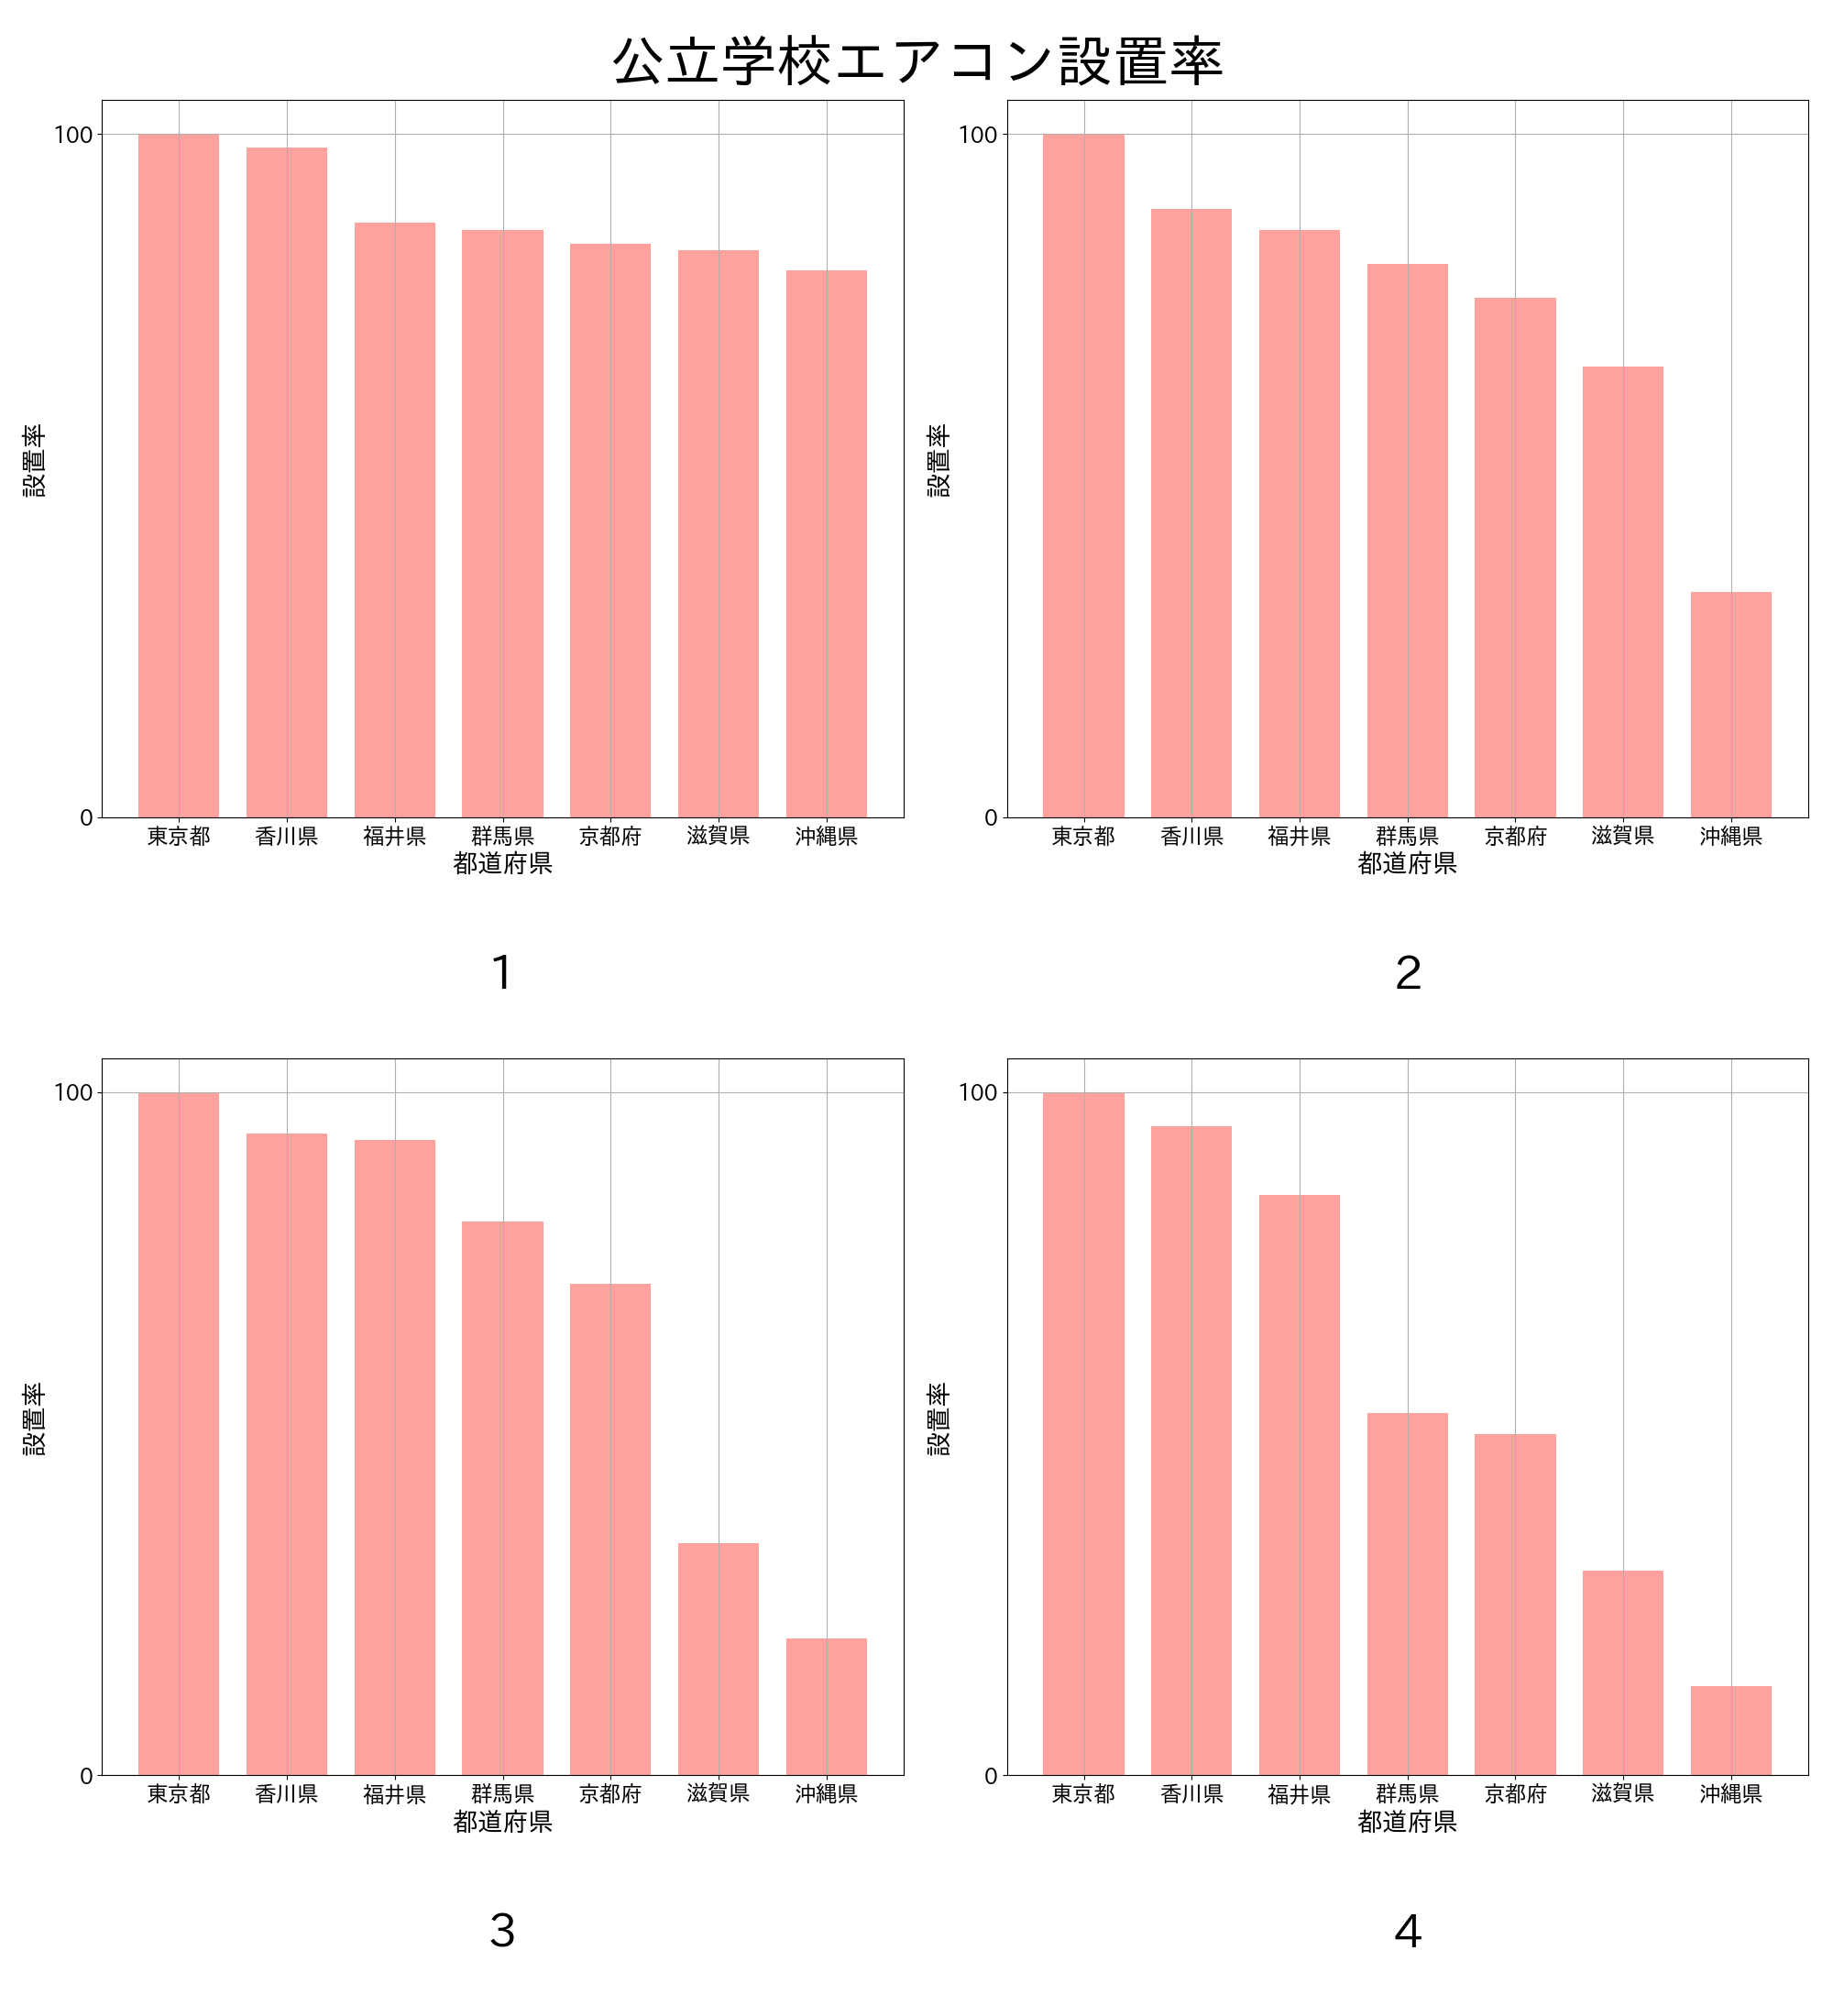 公立学校エアコン設置率
100
0
設置率
東京都 香川県 福井県 群馬県 京都府 滋賀県 沖縄県
都道府県
1
100
0
設置率
東京都 香川県 福井県 群馬県 京都府 滋賀県 沖縄県
都道府県
2
100
0
設置率
東京都 香川県 福井県 群馬県 京都府 滋賀県 沖縄県
都道府県
3
100
0
設置率
東京都 香川県 福井県 群馬県 京都府 滋賀県 沖縄県
都道府県
4